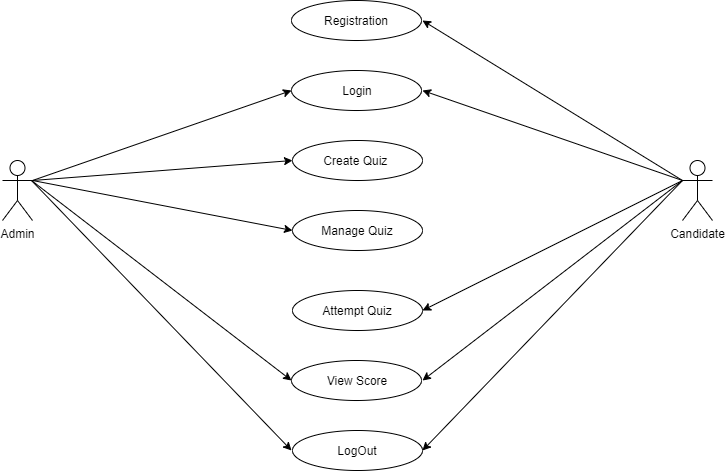 Registration
Login
Create Quiz
Manage Quiz
Admin
Candidate
Attempt Quiz
View Score
LogOut